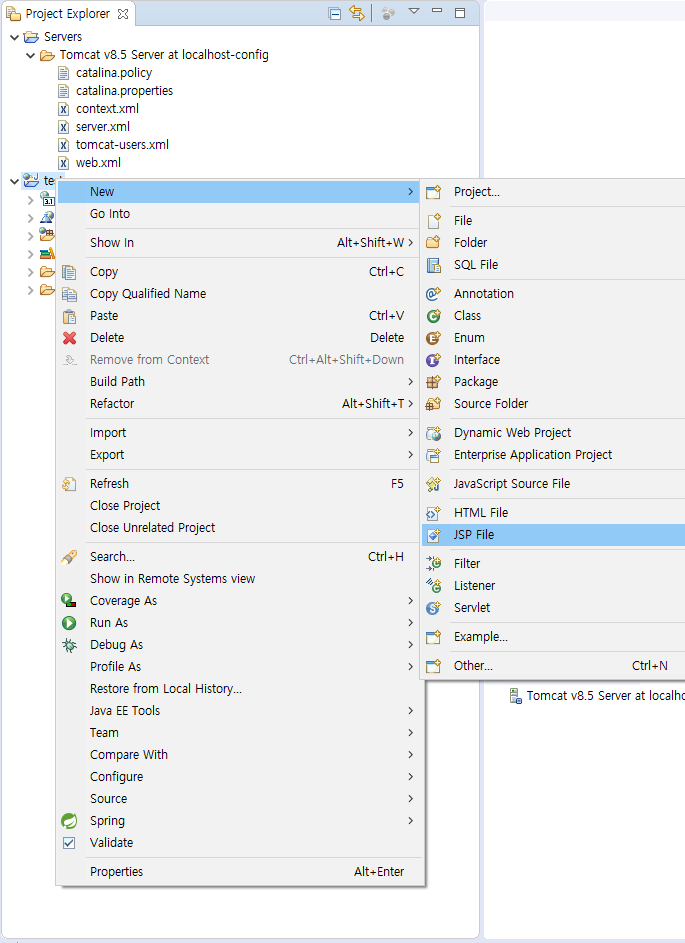 Project Explorer
Servers
Tomcat v8.5 Server at localhost-config
catalina.policy
catalina.properties
context.xml
server.xml
tomcat-users.xml
web.xml
New
Go Into
Show In Alt+Shift+W
Copy Ctrl+C
Copy Qualified Name
Paste Ctrl+V
Delete Delete
Remove from Context Ctrl+Alt+Shift+Down
Build Path
Refactor Alt+Shift+T
Import
Export
Refresh F5
Close Project
Close Unrelated Project
Search... Ctrl+H
Show in Remote Systems view
Coverage As
Run As
Debug As
Profile As
Restore from Local History...
Java EE Tools
Team
Compare With
Configure
Source
Spring
Validate
Properties Alt+Enter
Project...
File
Folder
SQL File
Annotation
Class
Enum
Interface
Package
Source Folder
Dynamic Web Project
Enterprise Application Project
JavaScript Source File
HTML File
JSP File
Filter
Listener
Servlet
Example...
Other... Ctrl+N
Tomcat v8.5 Server at localho